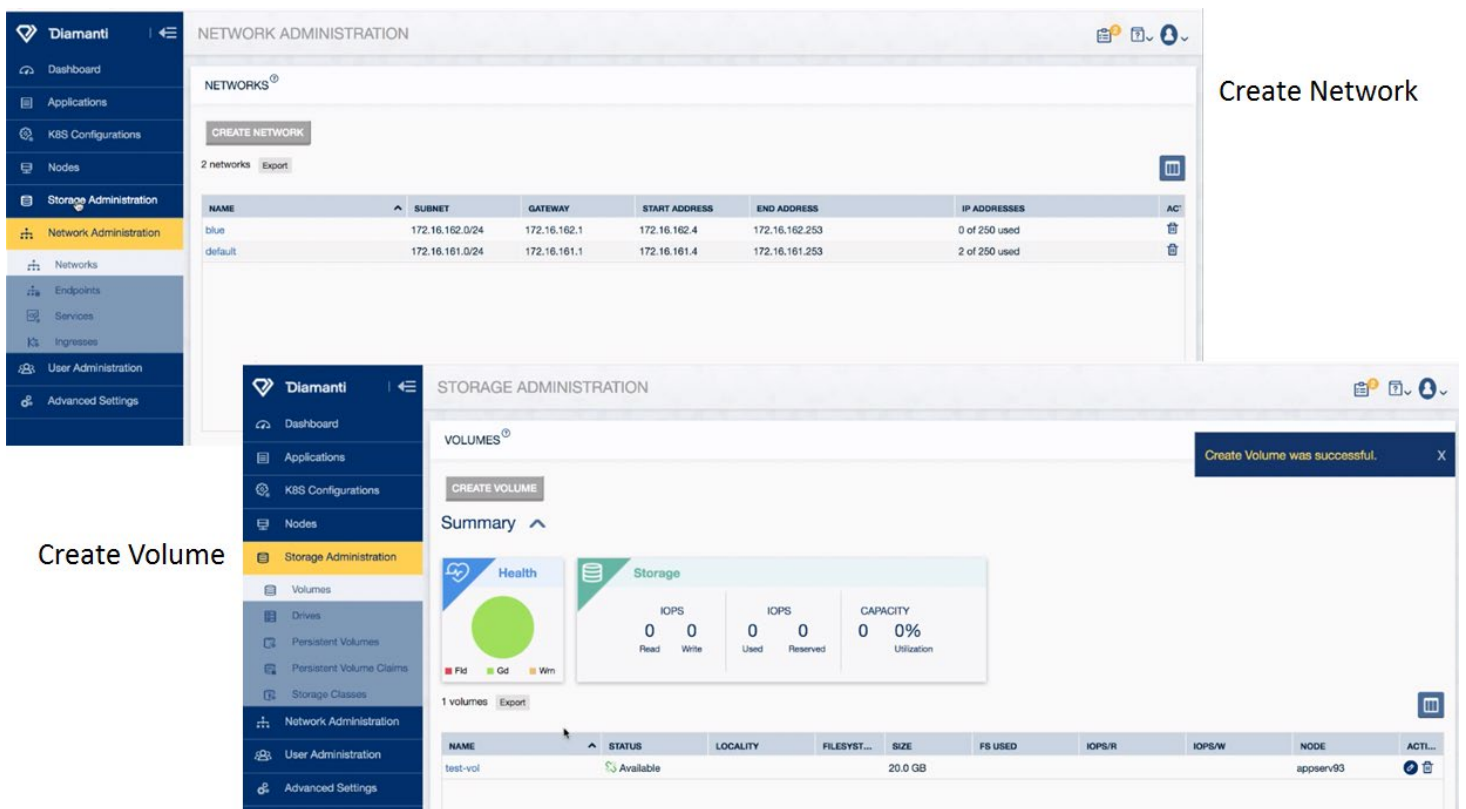 Diamanti
NETWORK ADMINISTRATION
2
?
Dashboard
Applications
K8S Configurations
Nodes
Storage Administration
Network Administration
Networks
Endpoints
Services
Ingresses
User Administration
Advanced Settings
NETWORKS ?
CREATE NETWORK
2 networks Export
NAME SUBNET GATEWAY START ADDRESS END ADDRESS IP ADDRESSES AC
blue 172.16.162.0/24 172.16.162.1 172.16.162.4 172.16.162.253 0 of 250 used
default 172.16.161.0/24 172.16.161.1 172.16.161.4 172.16.161.253 2 of 250 used
Create Network
Create Volume
Diamanti
STORAGE ADMINISTRATION
2
?
Dashboard
Applications
K8S Configurations
Nodes
Storage Administration
Volumes
Drives
Persistent Volumes
Persistent Volume Claims
Storage Classes
Network Administration
User Administration
Advanced Settings
VOLUMES ?
Create Volume was successful. X
CREATE VOLUME
Summary
Health
Fld Gd Wrn
Storage
IOPS IOPS CAPACITY
0 0 0 0 0 0%
Read Write Used Reserved Utilization
1 volumes Export
NAME STATUS LOCALITY FILESYST... SIZE FS USED IOPS/R IOPS/W NODE ACTI...
test-vol Available 20.0 GB appserv93